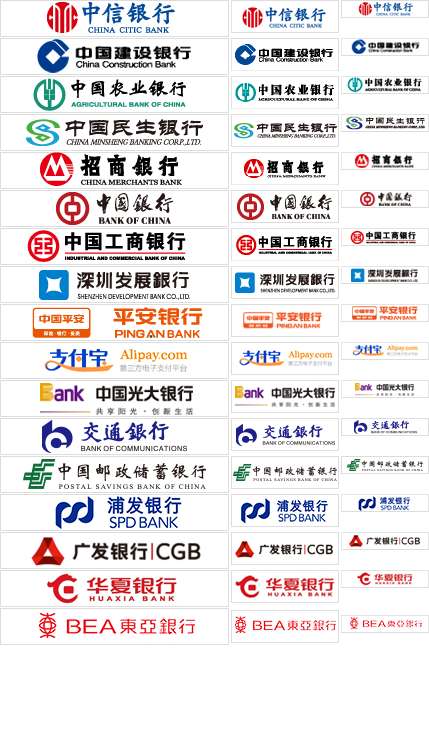 中信银行
CHINA CITIC BANK
中国建设银行
China Construction Bank
中国农业银行
AGRICULTURAL BANK OF CHINA
中国民生银行
CHINA MINSHENG BANKING CORP.,LTD.
招商银行
CHINA MERCHANTS BANK
中国银行
BANK OF CHINA
中国工商银行
INDUSTRIAL AND COMMERCIAL BANK OF CHINA
深圳发展銀行
SHENZHEN DEVELOPMENT BANK CO.,LTD.
中国平安
保险·银行·投资
平安银行
PING AN BANK
支付宝
Alipay.com
第三方电子支付平台
Bank 中国光大银行
共享阳光·创新生活
交通銀行
BANK OF COMMUNICATIONS
中国邮政储蓄银行
POSTAL SAVINGS BANK OF CHINA
浦发银行
SPD BANK
广发银行|CGB
华夏银行
HUAXIA BANK
BEA東亞銀行
中信银行
CHINA CITIC BANK
中国建设银行
China Construction Bank
中国农业银行
AGRICULTURAL BANK OF CHINA
中国民生银行
CHINA MINSHENG BANKING CORP.,LTD.
招商银行
CHINA MERCHANTS BANK
中国银行
BANK OF CHINA
中国工商银行
INDUSTRIAL AND COMMERCIAL BANK OF CHINA
深圳发展銀行
SHENZHEN DEVELOPMENT BANK CO.,LTD.
中国平安
平安银行
PING AN BANK
支付宝
Alipay.com
第三方电子支付平台
Bank 中国光大银行
共享阳光·创新生活
交通銀行
BANK OF COMMUNICATIONS
中国邮政储蓄银行
POSTAL SAVINGS BANK OF CHINA
浦发银行
SPD BANK
广发银行|CGB
华夏银行
HUAXIA BANK
BEA東亞銀行
中信银行
CHINA CITIC BANK
中国建设银行
China Construction Bank
中国农业银行
AGRICULTURAL BANK OF CHINA
中国民生银行
招商银行
CHINA MERCHANTS BANK
中国银行
BANK OF CHINA
中国工商银行
深圳发展銀行
中国平安
平安银行
PING AN BANK
支付宝
Alipay.com
第三方电子支付平台
Bank 中国光大银行
共享阳光·创新生活
交通銀行
BANK OF COMMUNICATIONS
中国邮政储蓄银行
POSTAL SAVINGS BANK OF CHINA
浦发银行
SPD BANK
广发银行|CGB
华夏银行
HUAXIA BANK
BEA東亞銀行